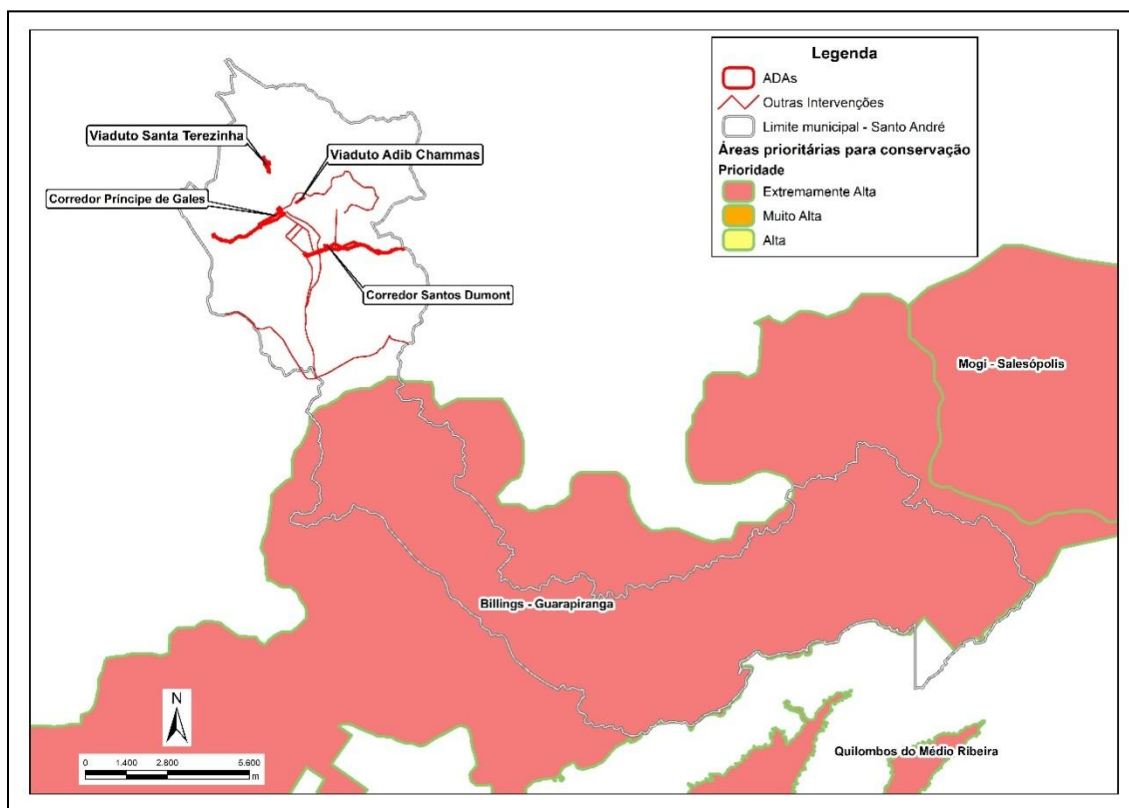 Viaduto Santa Terezinha
Viaduto Adib Chammas
Corredor Príncipe de Gales
Corredor Santos Dumont
Legenda
ADAs
Outras Intervenções
Limite municipal - Santo André
Áreas prioritárias para conservação
Prioridade
Extremamente Alta
Muito Alta
Alta
Mogi - Salesópolis
Billings - Guarapiranga
Quilombos do Médio Ribeira
N
0 1.400 2.800 5.600
m